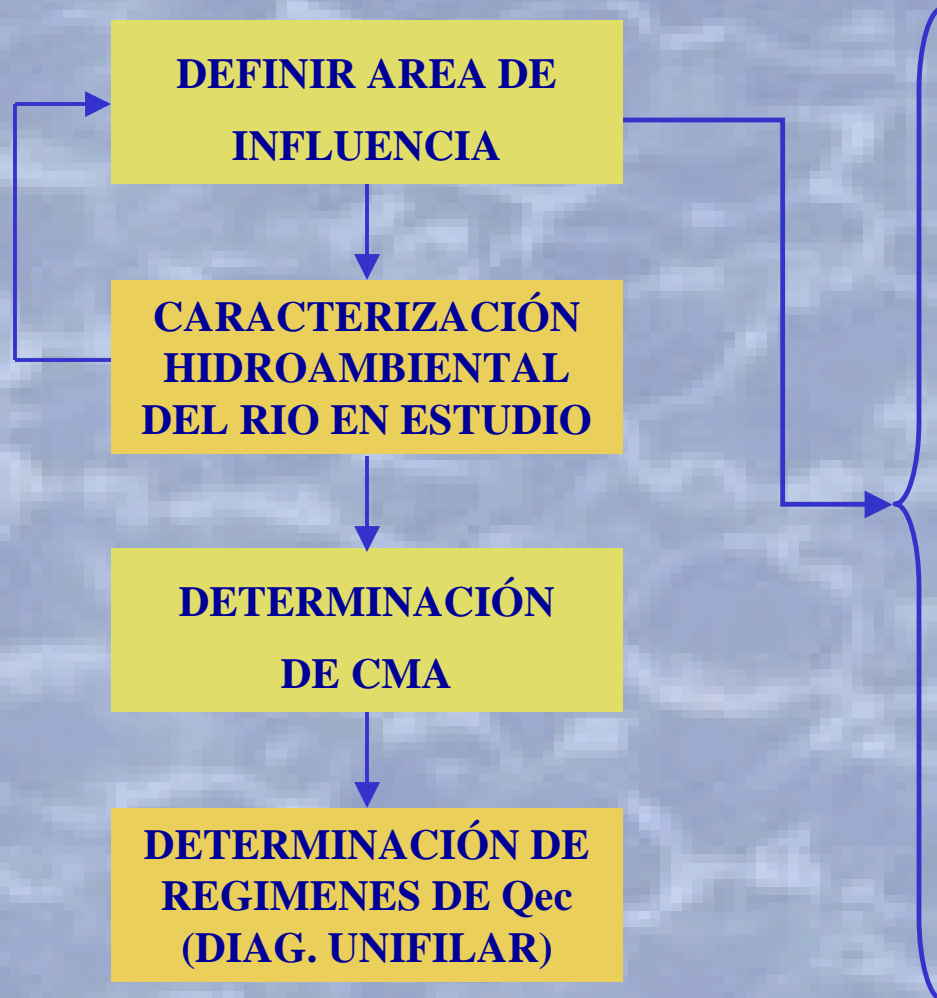 DEFINIR AREA DE
INFLUENCIA
CARACTERIZACIÓN
HIDROAMBIENTAL
DEL RIO EN ESTUDIO
DETERMINACIÓN
DE CMA
DETERMINACIÓN DE
REGIMENES DE Qec
(DIAG. UNIFILAR)